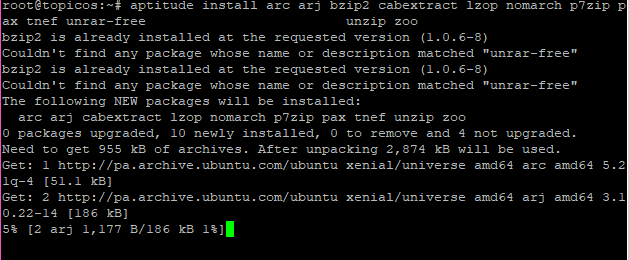 root@topicos:~# aptitude install arc arj bzip2 cabextract lzop nomarch p7zip p
ax tnef unrar-free                          unzip zoo
bzip2 is already installed at the requested version (1.0.6-8)
Couldn't find any package whose name or description matched "unrar-free"
bzip2 is already installed at the requested version (1.0.6-8)
Couldn't find any package whose name or description matched "unrar-free"
The following NEW packages will be installed:
  arc arj cabextract lzop nomarch p7zip pax tnef unzip zoo
0 packages upgraded, 10 newly installed, 0 to remove and 4 not upgraded.
Need to get 955 kB of archives. After unpacking 2,874 kB will be used.
Get: 1 http://pa.archive.ubuntu.com/ubuntu xenial/universe amd64 arc amd64 5.2
1q-4 [51.1 kB]
Get: 2 http://pa.archive.ubuntu.com/ubuntu xenial/universe amd64 arj amd64 3.1
0.22-14 [186 kB]
5% [2 arj 1,177 B/186 kB 1%]